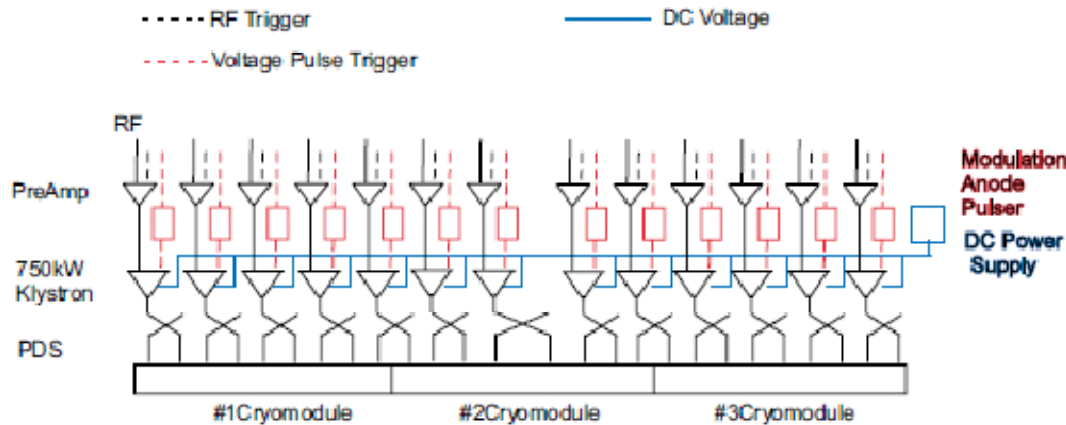 RF Trigger
DC Voltage
Voltage Pulse Trigger
RF
PreAmp
Modulation
Anode
Pulser
DC Power
Supply
750kW
Klystron
PDS
#1Cryomodule
#2Cryomodule
#3Cryomodule